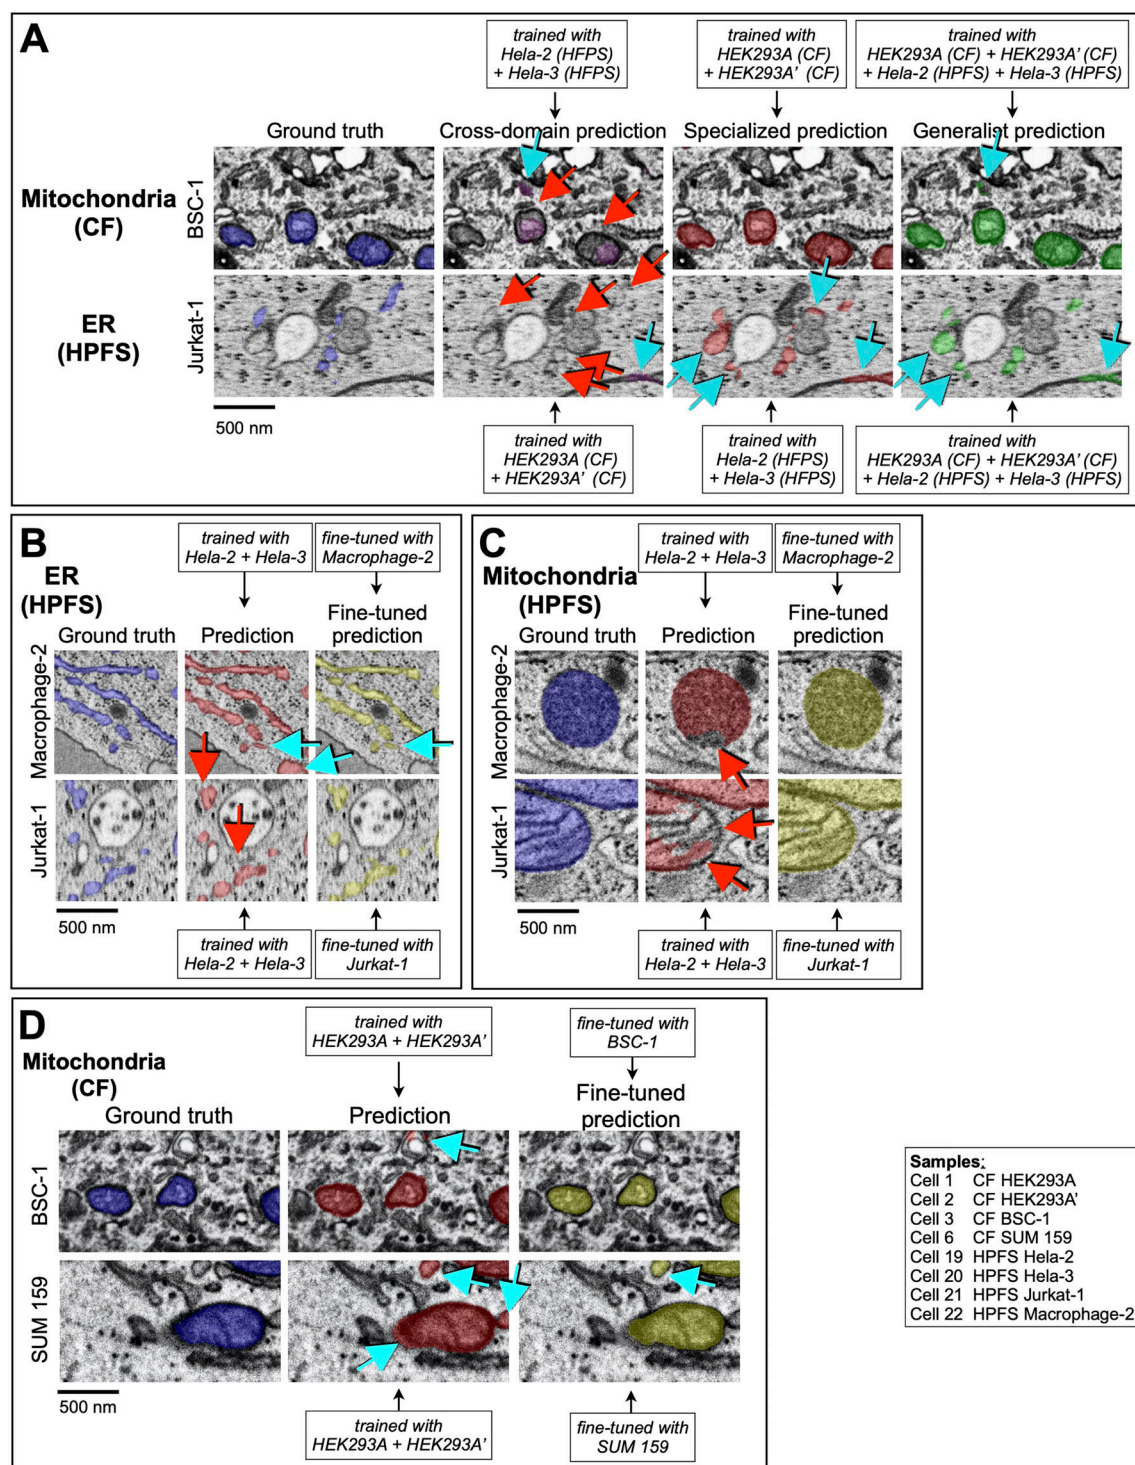 A
trained with
Hela-2 (HFPS)
+ Hela-3 (HFPS)
trained with
HEK293A (CF)
+ HEK293A' (CF)
trained with
HEK293A (CF) + HEK293A' (CF)
+ Hela-2 (HPFS) + Hela-3 (HPFS)
Ground truth
Cross-domain prediction
Specialized prediction
Generalist prediction
Mitochondria
(CF)
BSC-1
ER
(HPFS)
Jurkat-1
500 nm
trained with
HEK293A (CF)
+ HEK293A' (CF)
trained with
Hela-2 (HFPS)
+ Hela-3 (HFPS)
trained with
HEK293A (CF) + HEK293A' (CF)
+ Hela-2 (HPFS) + Hela-3 (HPFS)
B
ER
(HPFS)
trained with
Hela-2 + Hela-3
fine-tuned with
Macrophage-2
Ground truth
Prediction
Fine-tuned
prediction
Macrophage-2
Jurkat-1
500 nm
trained with
Hela-2 + Hela-3
fine-tuned with
Jurkat-1
C
Mitochondria
(HPFS)
trained with
Hela-2 + Hela-3
fine-tuned with
Macrophage-2
Ground truth
Prediction
Fine-tuned
prediction
Macrophage-2
Jurkat-1
500 nm
trained with
Hela-2 + Hela-3
fine-tuned with
Jurkat-1
D
Mitochondria
(CF)
trained with
HEK293A + HEK293A'
fine-tuned with
BSC-1
Ground truth
Prediction
Fine-tuned
prediction
BSC-1
SUM 159
500 nm
trained with
HEK293A + HEK293A'
fine-tuned with
SUM 159
Samples:
Cell 1 CF HEK293A
Cell 2 CF HEK293A'
Cell 3 CF BSC-1
Cell 6 CF SUM 159
Cell 19 HPFS Hela-2
Cell 20 HPFS Hela-3
Cell 21 HPFS Jurkat-1
Cell 22 HPFS Macrophage-2